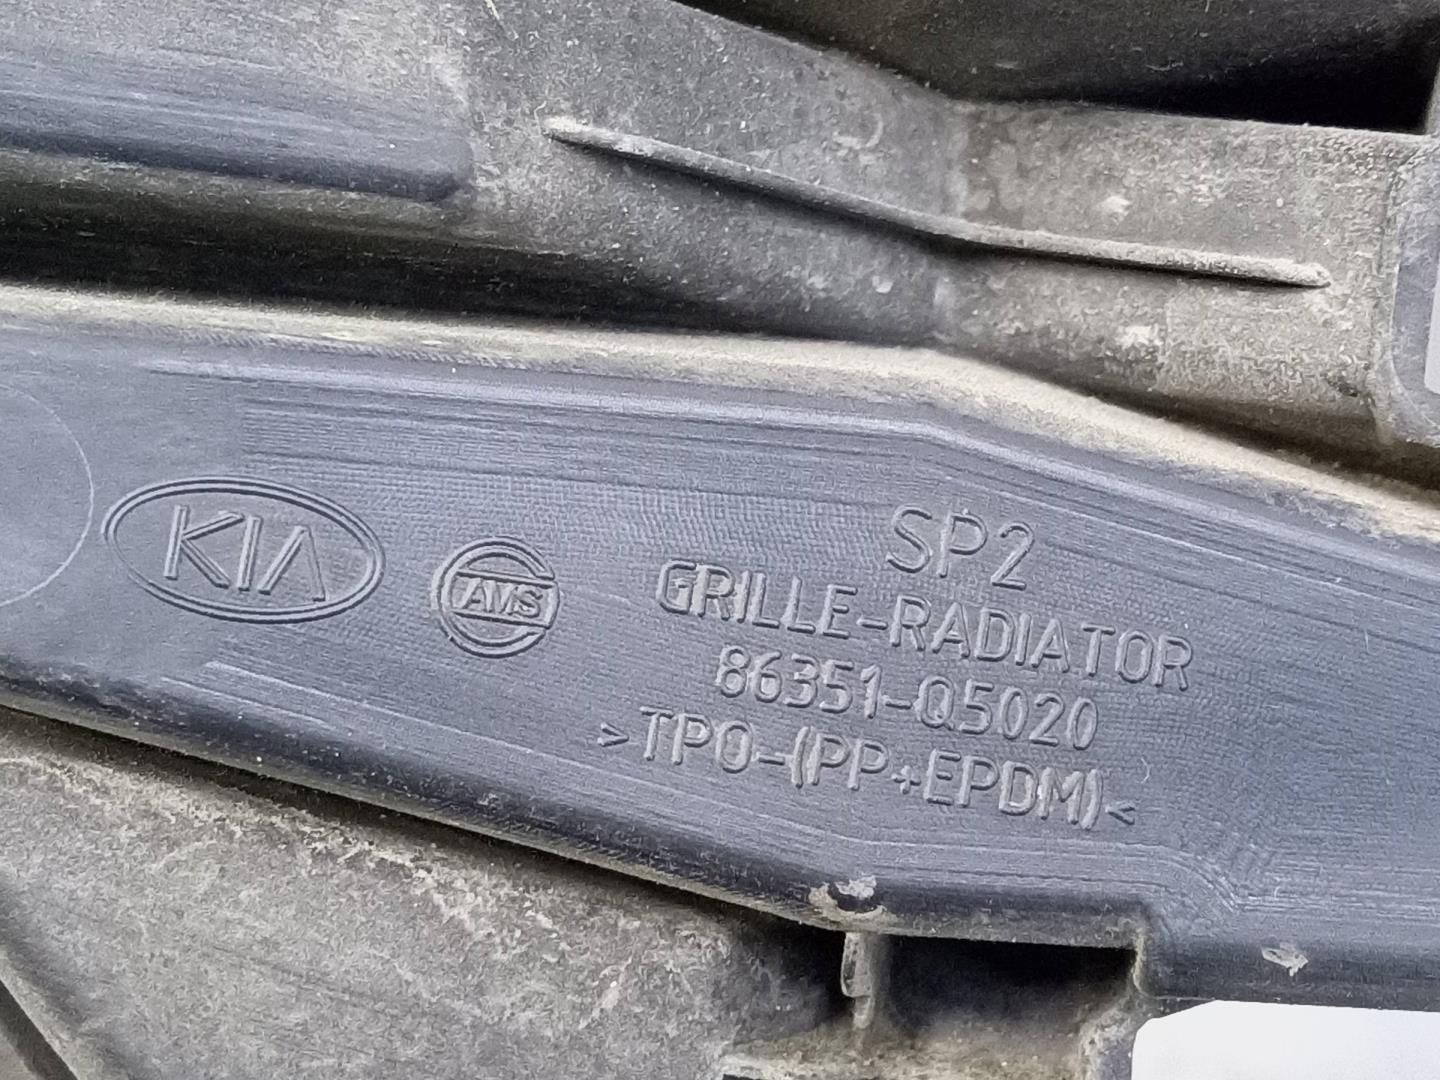 KIA
AMS
SP2
GRILLE-RADIATOR
86351-Q5020
>TPO-(PP+EPDM)<